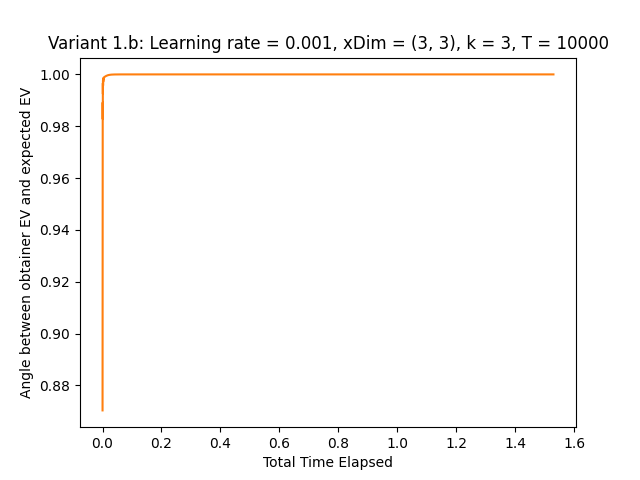 Variant 1.b: Learning rate = 0.001, xDim = (3, 3), k = 3, T = 10000
Angle between obtainer EV and expected EV
1.00
0.98
0.96
0.94
0.92
0.90
0.88
0.0 0.2 0.4 0.6 0.8 1.0 1.2 1.4 1.6
Total Time Elapsed